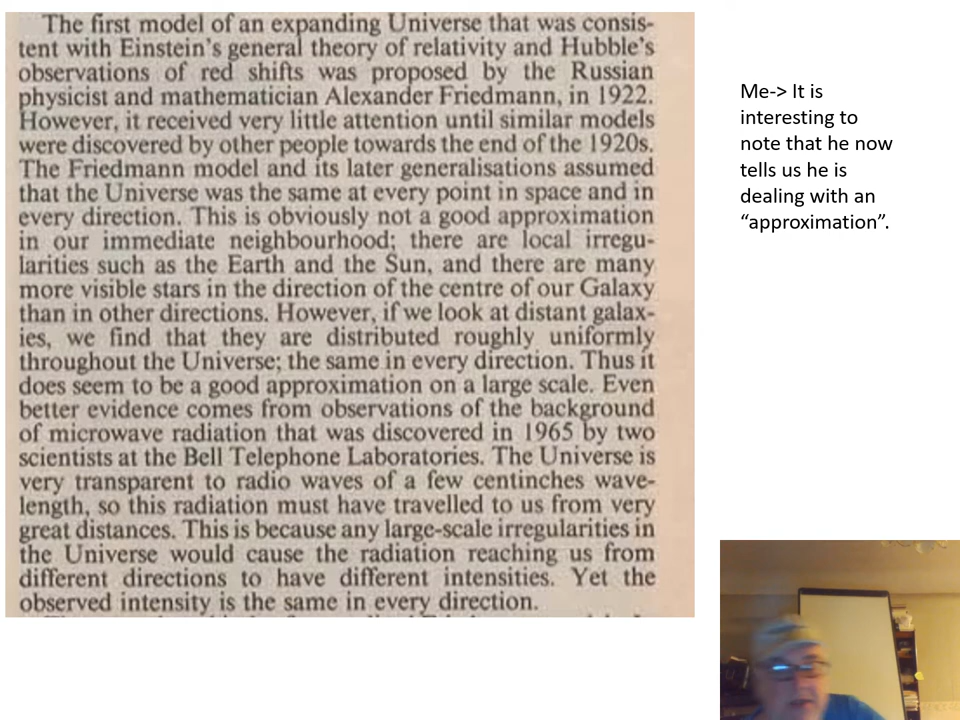 The first model of an expanding Universe that was consis-
tent with Einstein's general theory of relativity and Hubble's
observations of red shifts was proposed by the Russian
physicist and mathematician Alexander Friedmann, in 1922.
However, it received very little attention until similar models
were discovered by other people towards the end of the 1920s.
The Friedmann model and its later generalisations assumed
that the Universe was the same at every point in space and in
every direction. This is obviously not a good approximation
in our immediate neighbourhood; there are local irregu-
larities such as the Earth and the Sun, and there are many
more visible stars in the direction of the centre of our Galaxy
than in other directions. However, if we look at distant galax-
ies, we find that they are distributed roughly uniformly
throughout the Universe; the same in every direction. Thus it
does seem to be a good approximation on a large scale. Even
better evidence comes from observations of the background
of microwave radiation that was discovered in 1965 by two
scientists at the Bell Telephone Laboratories. The Universe is
very transparent to radio waves of a few centinches wave-
length, so this radiation must have travelled to us from very
great distances. This is because any large-scale irregularities in
the Universe would cause the radiation reaching us from
different directions to have different intensities. Yet the
observed intensity is the same in every direction.
Me-> It is
interesting to
note that he now
tells us he is
dealing with an
“approximation”.